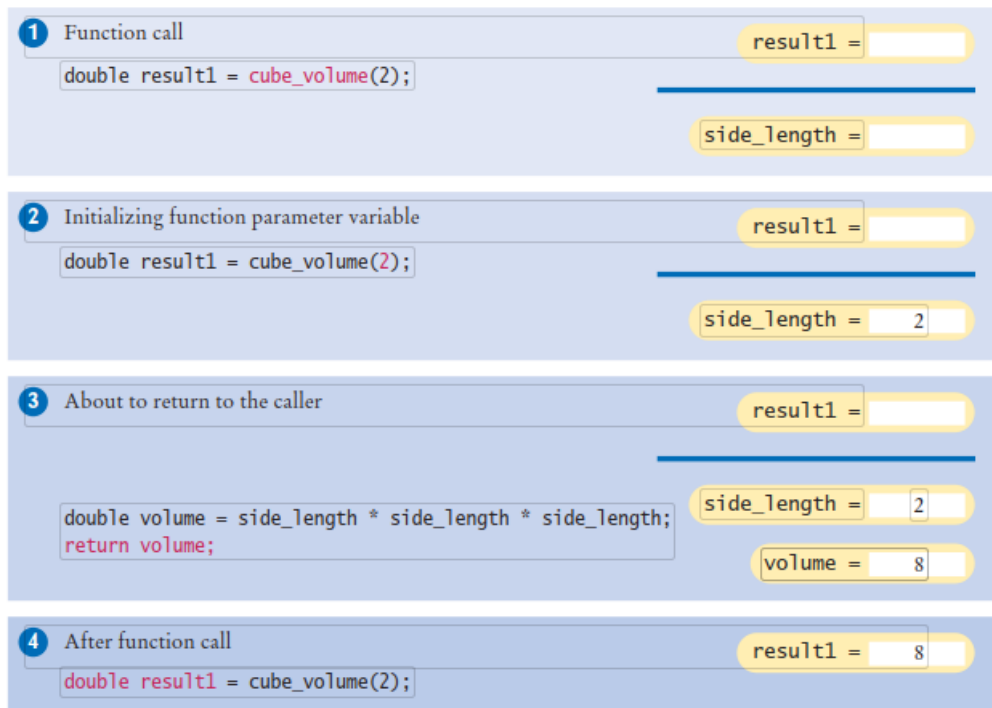 1 Function call
result1 =
double result1 = cube_volume(2);
side_length =
2 Initializing function parameter variable
result1 =
double result1 = cube_volume(2);
side_length = 2
3 About to return to the caller
result1 =
side_length = 2
double volume = side_length * side_length * side_length;
return volume;
volume = 8
4 After function call
result1 = 8
double result1 = cube_volume(2);